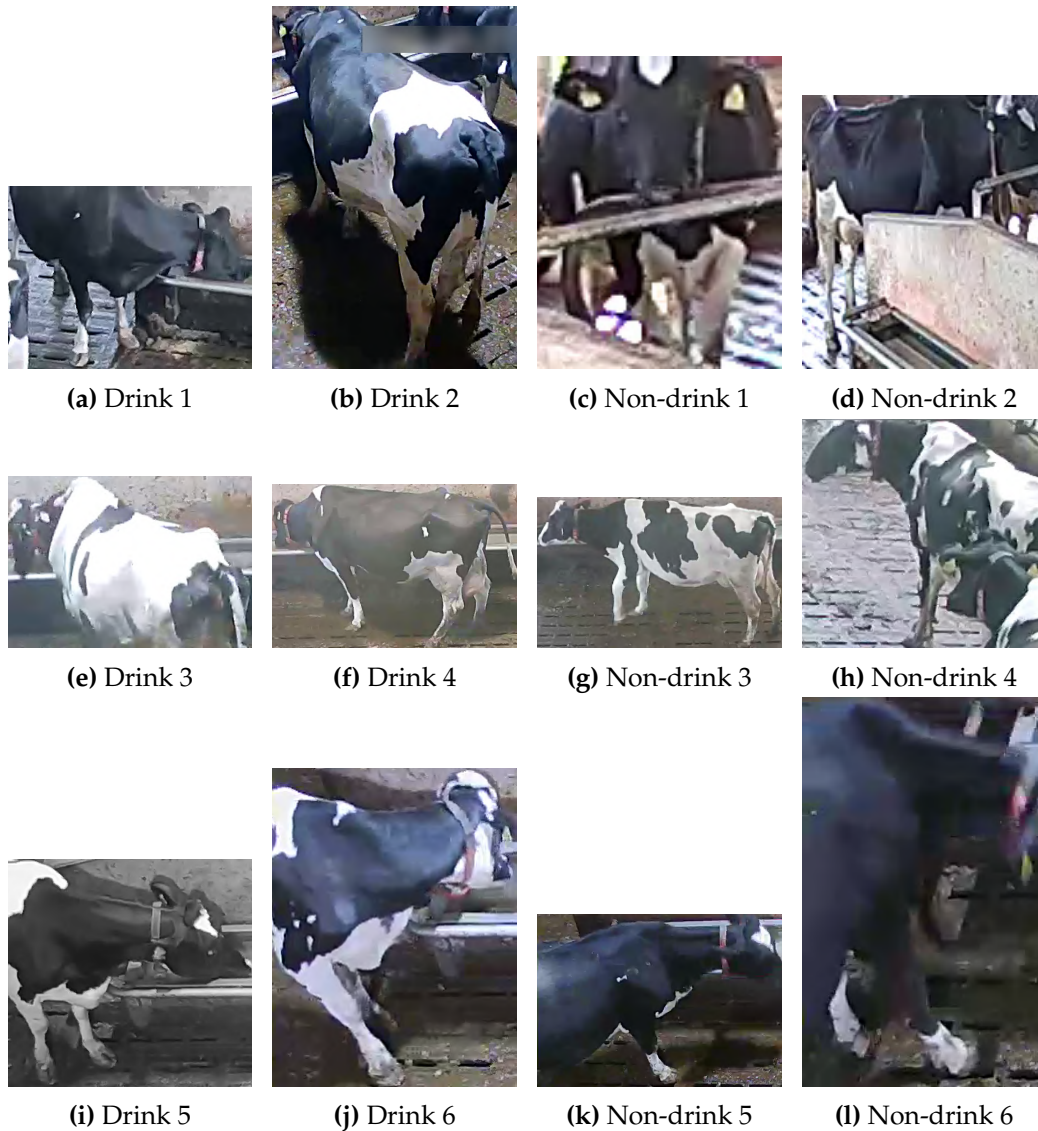 (a) Drink 1
(b) Drink 2
(c) Non-drink 1
(d) Non-drink 2
(e) Drink 3
(f) Drink 4
(g) Non-drink 3
(h) Non-drink 4
(i) Drink 5
(j) Drink 6
(k) Non-drink 5
(l) Non-drink 6